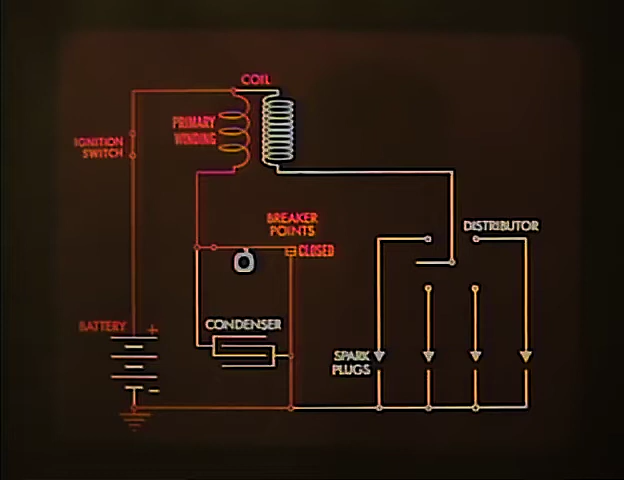 COIL
PRIMARY
WINDING
IGNITION
SWITCH
BREAKER
POINTS
CLOSED
DISTRIBUTOR
BATTERY
+
CONDENSER
SPARK
PLUGS
-